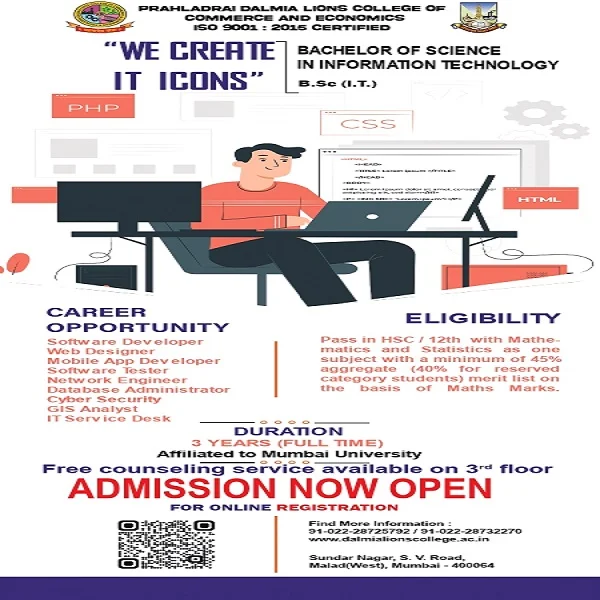 PRAHLADRAI DALMIA LIONS COLLEGE OF
COMMERCE AND ECONOMICS
ISO 9001 : 2015 CERTIFIED
"WE CREATE
IT ICONS"
BACHELOR OF SCIENCE
IN INFORMATION TECHNOLOGY
B.Sc (I.T.)
PHP
CSS
HTML
CAREER
OPPORTUNITY
Software Developer
Web Designer
Mobile App Developer
Software Tester
Network Engineer
Database Administrator
Cyber Security
GIS Analyst
IT Service Desk
ELIGIBILITY
Pass in HSC / 12th with Mathe-
matics and Statistics as one
subject with a minimum of 45%
aggregate (40% for reserved
category students) merit list on
the basis of Maths Marks.
DURATION
3 YEARS (FULL TIME)
Affiliated to Mumbai University
Free counseling service available on 3rd floor
ADMISSION NOW OPEN
FOR ONLINE REGISTRATION
Find More Information :
91-022-28725792 / 91-022-28732270
www.dalmialionscollege.ac.in
Sundar Nagar, S. V. Road,
Malad(West), Mumbai - 400064